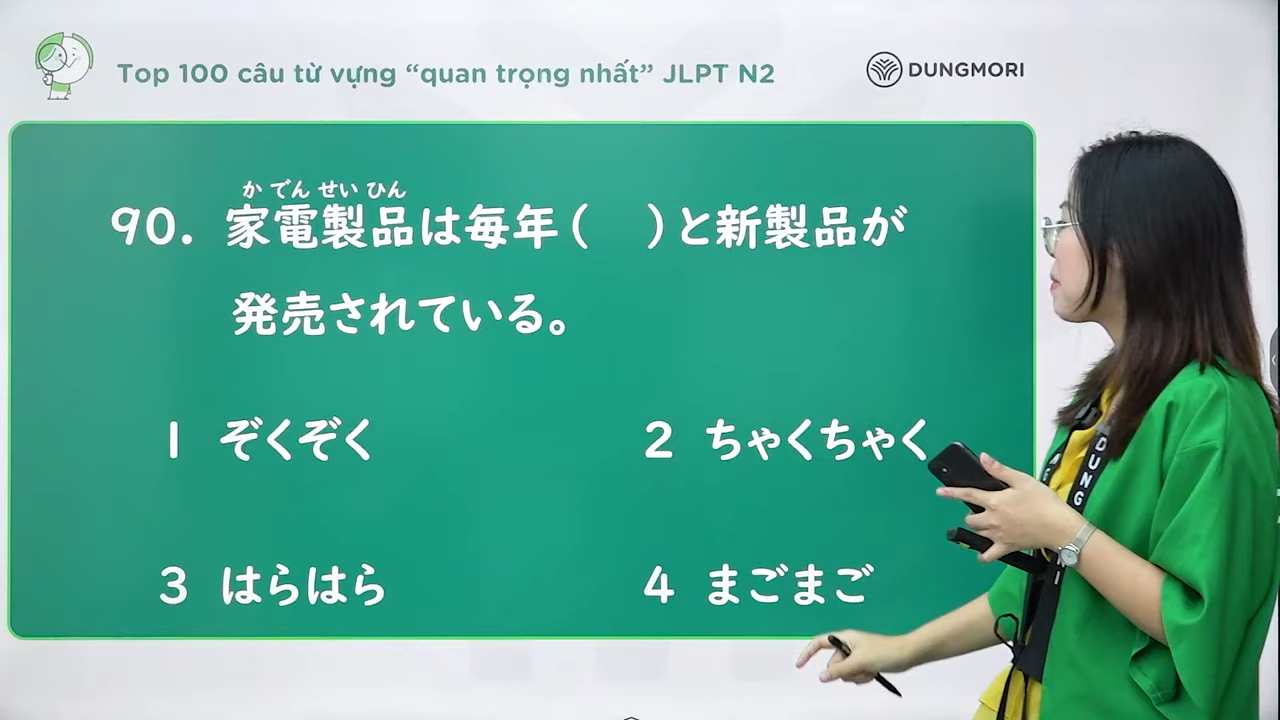 Top 100 câu từ vựng “quan trọng nhất” JLPT N2
DUNGMORI
か でん せい ひん
90. 家電製品は毎年（　）と新製品が
発売されている。
1 ぞくぞく
2 ちゃくちゃく
3 はらはら
4 まごまご
DUNG